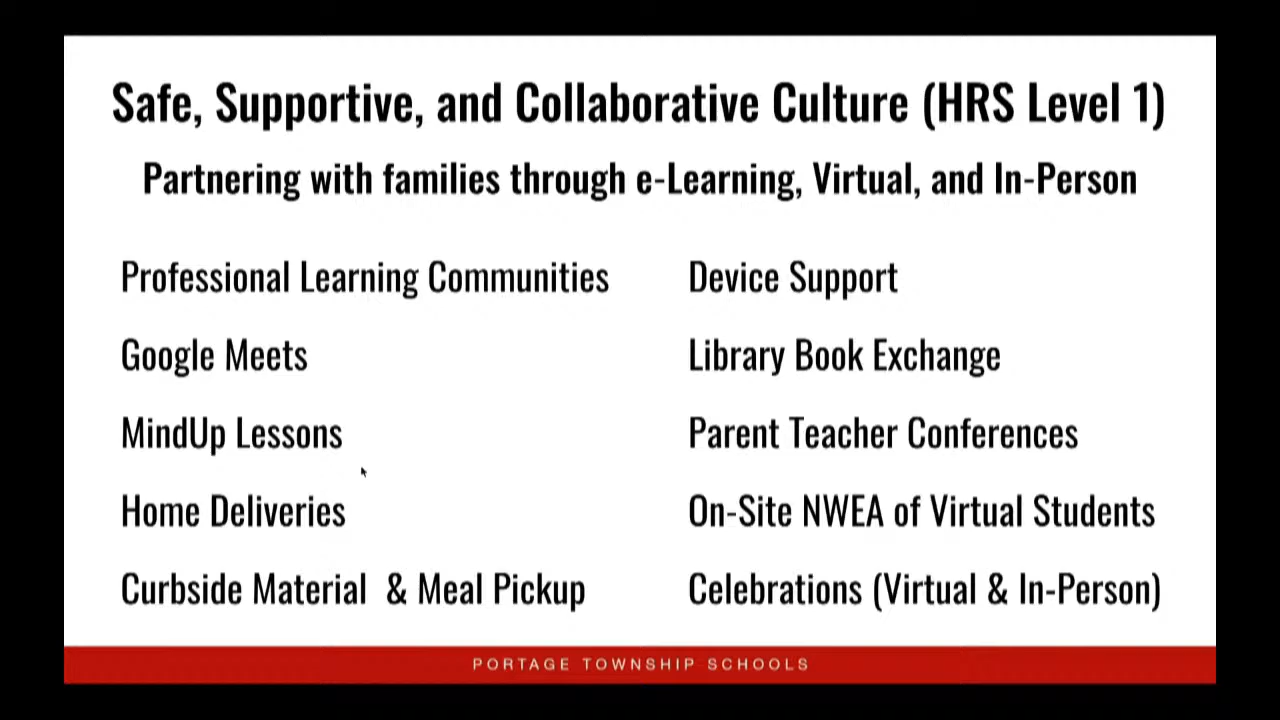 Safe, Supportive, and Collaborative Culture (HRS Level 1)
Partnering with families through e-Learning, Virtual, and In-Person
Professional Learning Communities
Google Meets
MindUp Lessons
Home Deliveries
Curbside Material  & Meal Pickup
Device Support
Library Book Exchange
Parent Teacher Conferences
On-Site NWEA of Virtual Students
Celebrations (Virtual & In-Person)
PORTAGE TOWNSHIP SCHOOLS